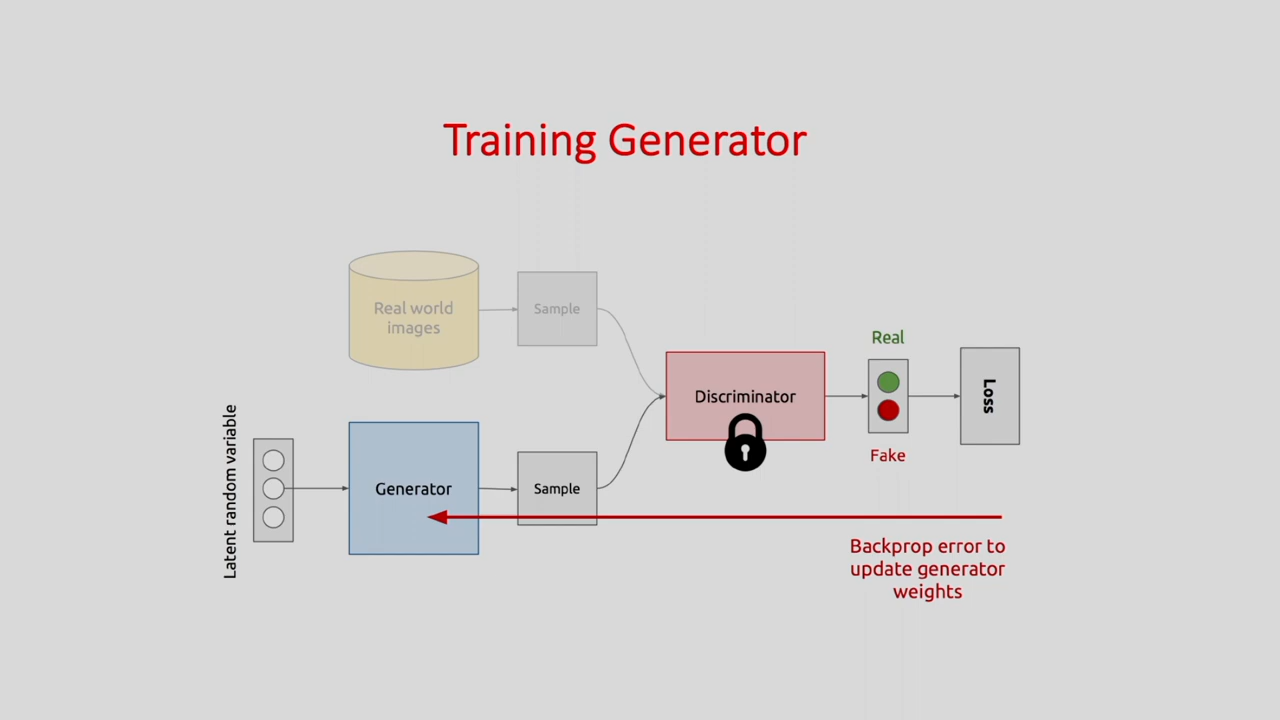 Training Generator
Real world
images
Sample
Real
Discriminator
Loss
Fake
Latent random variable
Generator
Sample
Backprop error to
update generator
weights